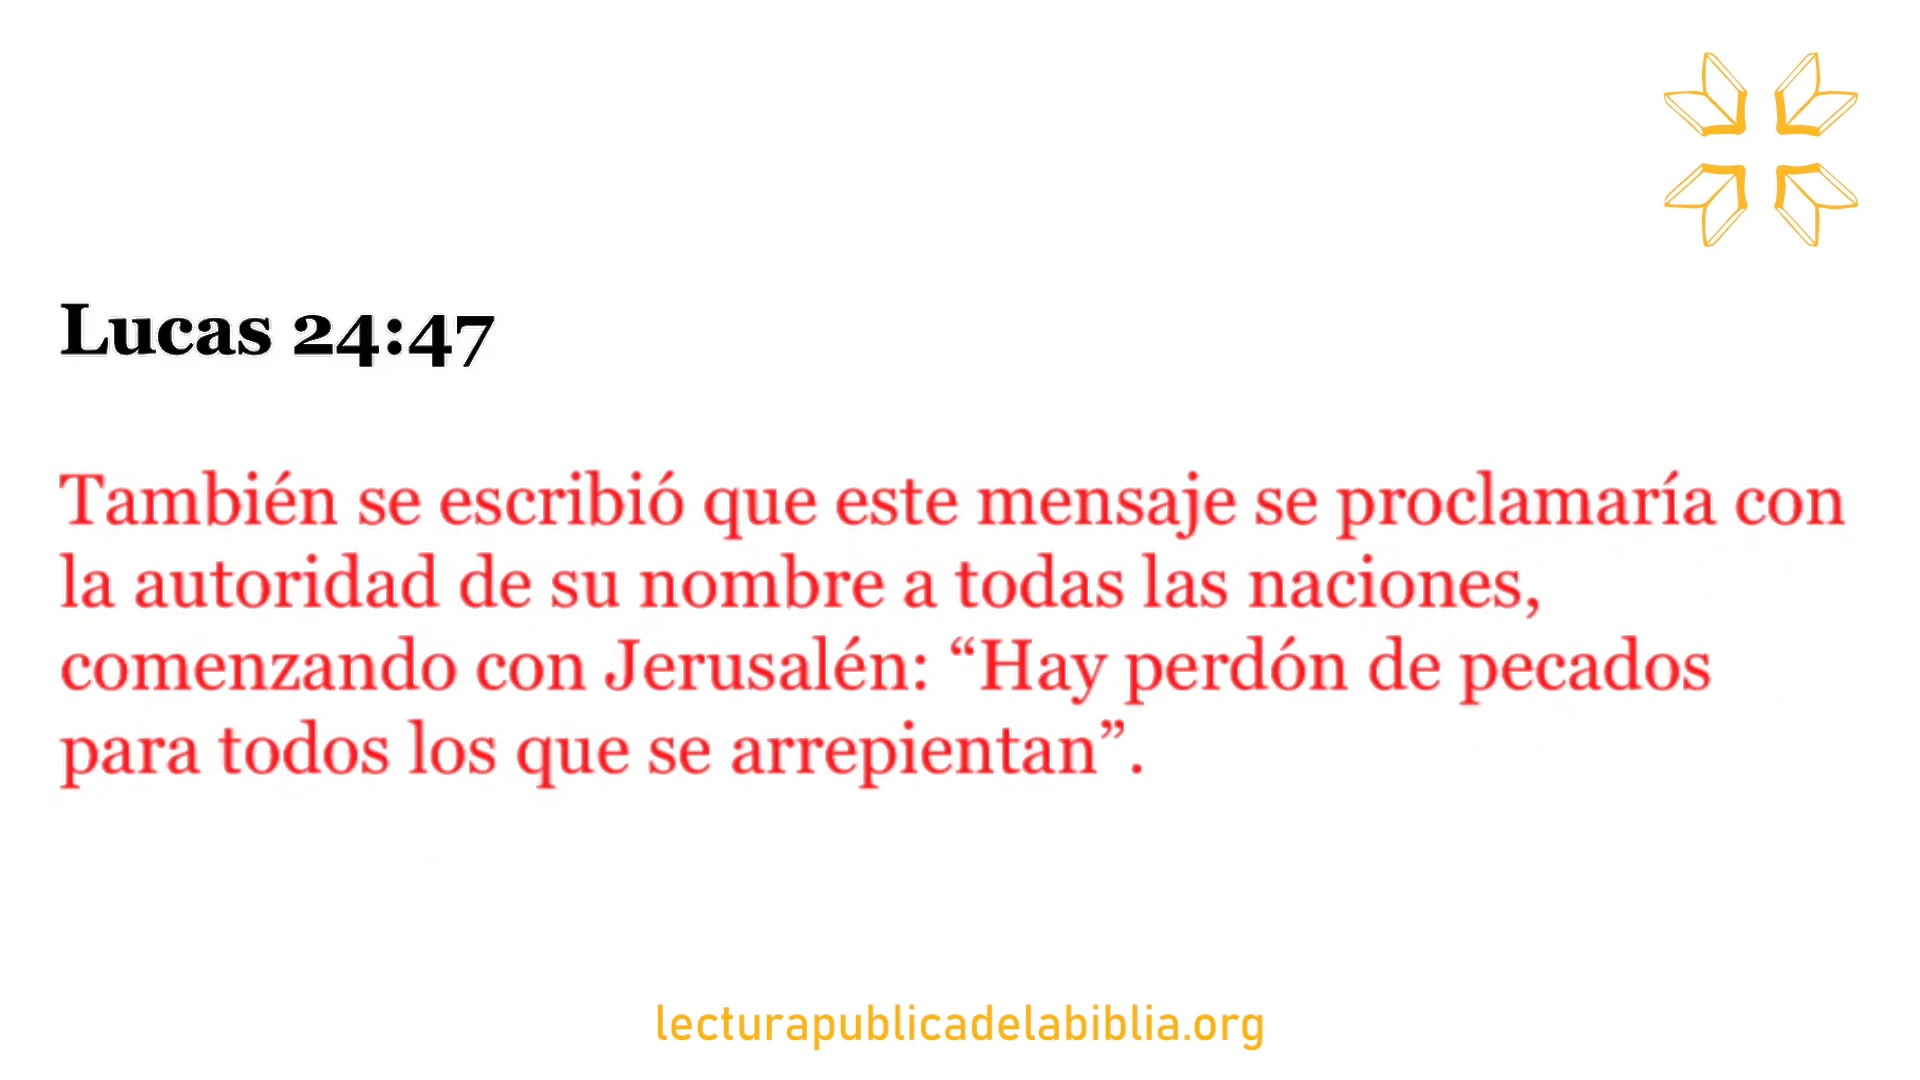 Lucas 24:47
También se escribió que este mensaje se proclamaría con
la autoridad de su nombre a todas las naciones,
comenzando con Jerusalén: “Hay perdón de pecados
para todos los que se arrepientan”.
lecturapublicadelabiblia.org